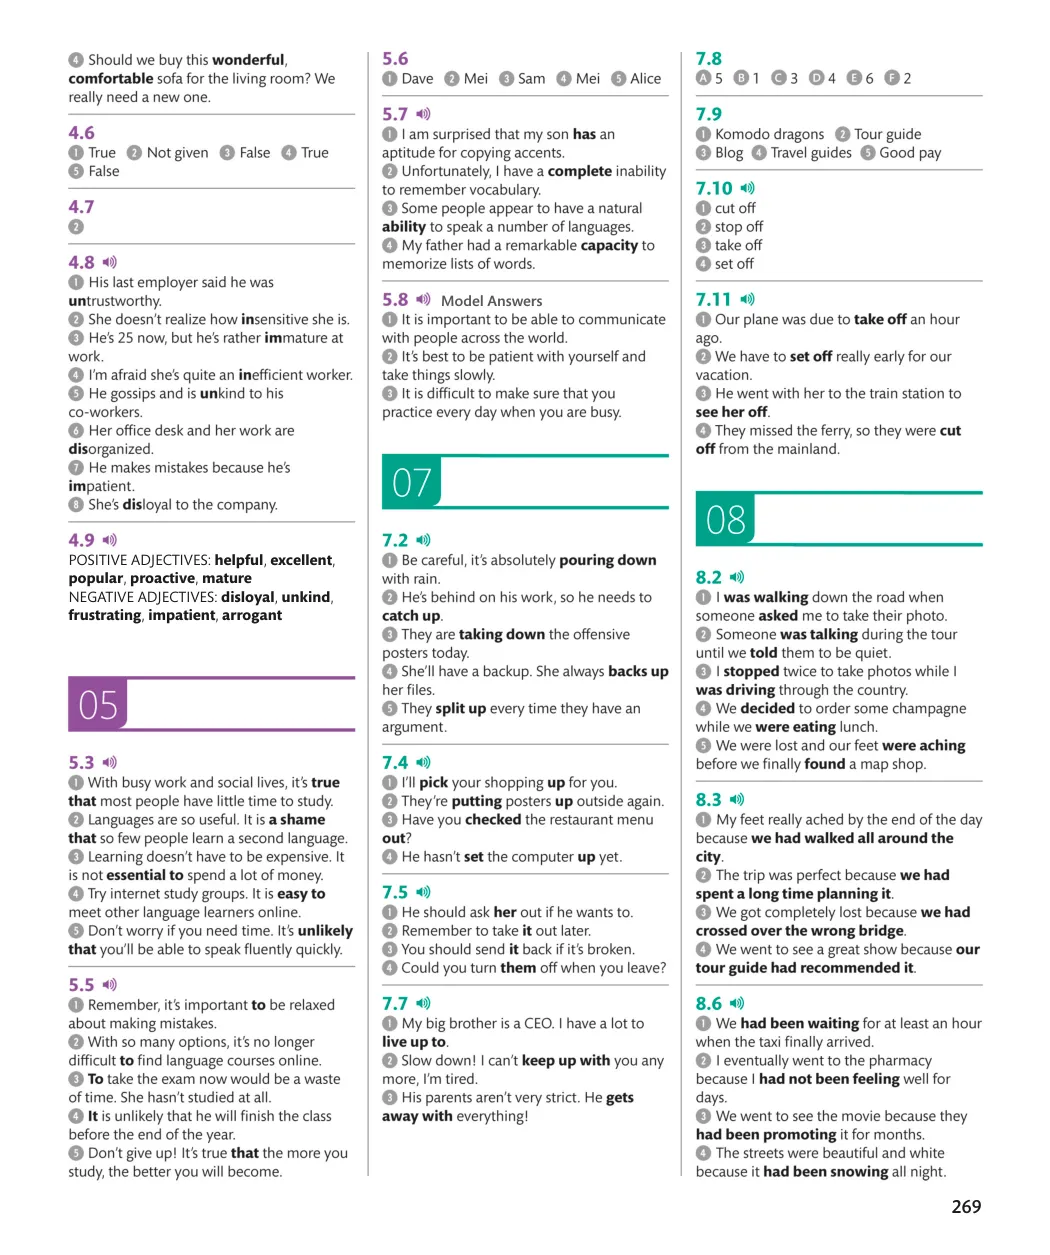 4 Should we buy this wonderful,
comfortable sofa for the living room? We
really need a new one.
4.6
1 True 2 Not given 3 False 4 True
5 False
4.7
2
4.8
1 His last employer said he was
untrustworthy.
2 She doesn’t realize how insensitive she is.
3 He’s 25 now, but he’s rather immature at
work.
4 I’m afraid she’s quite an inefficient worker.
5 He gossips and is unkind to his
co-workers.
6 Her office desk and her work are
disorganized.
7 He makes mistakes because he’s
impatient.
8 She’s disloyal to the company.
4.9
POSITIVE ADJECTIVES: helpful, excellent,
popular, proactive, mature
NEGATIVE ADJECTIVES: disloyal, unkind,
frustrating, impatient, arrogant
05
5.3
1 With busy work and social lives, it’s true
that most people have little time to study.
2 Languages are so useful. It is a shame
that so few people learn a second language.
3 Learning doesn’t have to be expensive. It
is not essential to spend a lot of money.
4 Try internet study groups. It is easy to
meet other language learners online.
5 Don’t worry if you need time. It’s unlikely
that you’ll be able to speak fluently quickly.
5.5
1 Remember, it’s important to be relaxed
about making mistakes.
2 With so many options, it’s no longer
difficult to find language courses online.
3 To take the exam now would be a waste
of time. She hasn’t studied at all.
4 It is unlikely that he will finish the class
before the end of the year.
5 Don’t give up! It’s true that the more you
study, the better you will become.
5.6
1 Dave 2 Mei 3 Sam 4 Mei 5 Alice
5.7
1 I am surprised that my son has an
aptitude for copying accents.
2 Unfortunately, I have a complete inability
to remember vocabulary.
3 Some people appear to have a natural
ability to speak a number of languages.
4 My father had a remarkable capacity to
memorize lists of words.
5.8 Model Answers
1 It is important to be able to communicate
with people across the world.
2 It’s best to be patient with yourself and
take things slowly.
3 It is difficult to make sure that you
practice every day when you are busy.
07
7.2
1 Be careful, it’s absolutely pouring down
with rain.
2 He’s behind on his work, so he needs to
catch up.
3 They are taking down the offensive
posters today.
4 She’ll have a backup. She always backs up
her files.
5 They split up every time they have an
argument.
7.4
1 I’ll pick your shopping up for you.
2 They’re putting posters up outside again.
3 Have you checked the restaurant menu
out?
4 He hasn’t set the computer up yet.
7.5
1 He should ask her out if he wants to.
2 Remember to take it out later.
3 You should send it back if it’s broken.
4 Could you turn them off when you leave?
7.7
1 My big brother is a CEO. I have a lot to
live up to.
2 Slow down! I can’t keep up with you any
more, I’m tired.
3 His parents aren’t very strict. He gets
away with everything!
7.8
A 5 B 1 C 3 D 4 E 6 F 2
7.9
1 Komodo dragons 2 Tour guide
3 Blog 4 Travel guides 5 Good pay
7.10
1 cut off
2 stop off
3 take off
4 set off
7.11
1 Our plane was due to take off an hour
ago.
2 We have to set off really early for our
vacation.
3 He went with her to the train station to
see her off.
4 They missed the ferry, so they were cut
off from the mainland.
08
8.2
1 I was walking down the road when
someone asked me to take their photo.
2 Someone was talking during the tour
until we told them to be quiet.
3 I stopped twice to take photos while I
was driving through the country.
4 We decided to order some champagne
while we were eating lunch.
5 We were lost and our feet were aching
before we finally found a map shop.
8.3
1 My feet really ached by the end of the day
because we had walked all around the
city.
2 The trip was perfect because we had
spent a long time planning it.
3 We got completely lost because we had
crossed over the wrong bridge.
4 We went to see a great show because our
tour guide had recommended it.
8.6
1 We had been waiting for at least an hour
when the taxi finally arrived.
2 I eventually went to the pharmacy
because I had not been feeling well for
days.
3 We went to see the movie because they
had been promoting it for months.
4 The streets were beautiful and white
because it had been snowing all night.
269